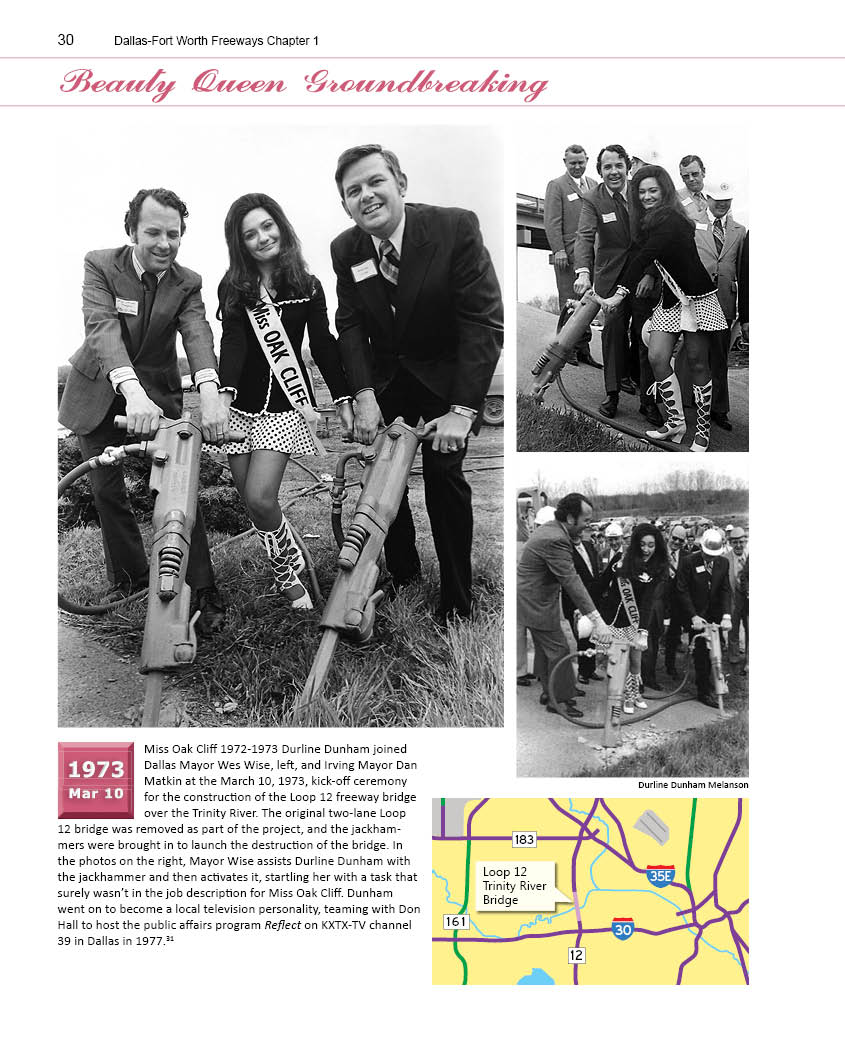 30 Dallas-Fort Worth Freeways Chapter 1
Beauty Queen Groundbreaking
Miss OAK CLIFF
SS OAK CLIFF
Durline Dunham Melanson
1973
Mar 10
Miss Oak Cliff 1972-1973 Durline Dunham joined
Dallas Mayor Wes Wise, left, and Irving Mayor Dan
Matkin at the March 10, 1973, kick-off ceremony
for the construction of the Loop 12 freeway bridge
over the Trinity River. The original two-lane Loop
12 bridge was removed as part of the project, and the jackham-
mers were brought in to launch the destruction of the bridge. In
the photos on the right, Mayor Wise assists Durline Dunham with
the jackhammer and then activates it, startling her with a task that
surely wasn't in the job description for Miss Oak Cliff. Dunham
went on to become a local television personality, teaming with Don
Hall to host the public affairs program Reflect on KXTX-TV channel
39 in Dallas in 1977.³¹
183
Loop 12
Trinity River
Bridge
35E
161
30
12